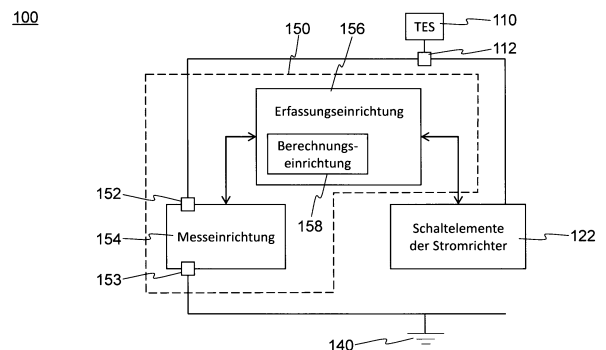 100
TES
110
150
156
112
Erfassungseinrichtung
Berechnungs-
einrichtung
152
158
154
Messeinrichtung
Schaltelemente
der Stromrichter
122
153
140